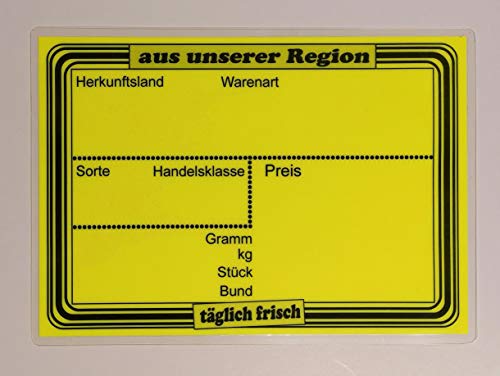 aus unserer Region
Herkunftsland Warenart
Sorte Handelsklasse Preis
Gramm
kg
Stück
Bund
täglich frisch